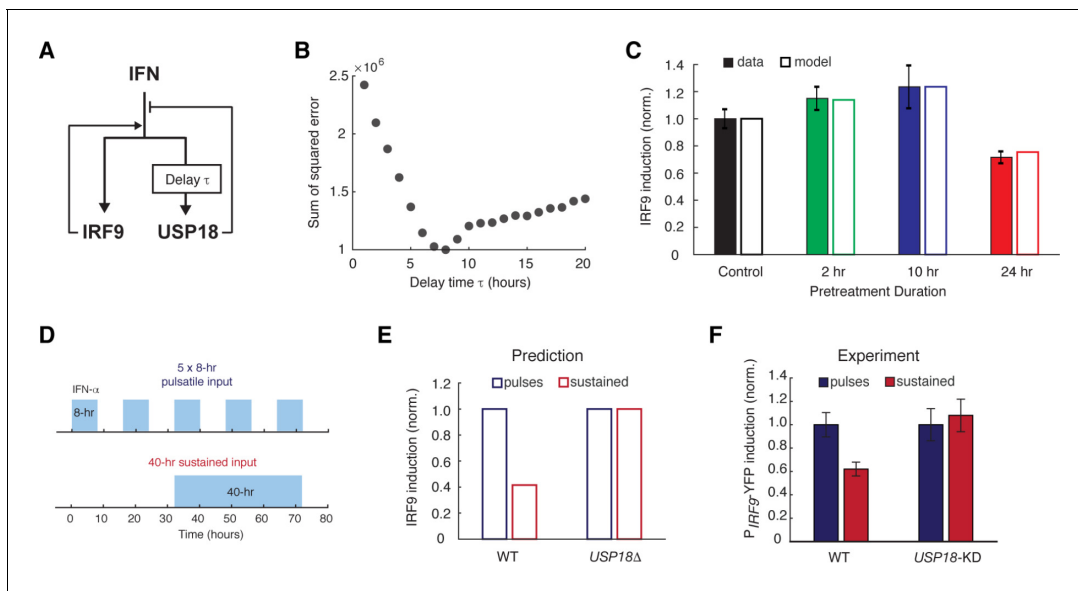 A
IFN
Delay τ
IRF9
USP18
B
×10⁶
Sum of squared error
2.5
2
1.5
1
0
5
10
15
20
Delay time τ (hours)
C
data
model
IRF9 induction (norm.)
1.4
1.2
1
0.8
0.6
0.4
0.2
0
Control
2 hr
10 hr
24 hr
Pretreatment Duration
D
5 x 8-hr
pulsatile input
IFN-α
8-hr
40-hr sustained input
40-hr
0
10
20
30
40
50
60
70
80
Time (hours)
E
Prediction
pulses
sustained
IRF9 induction (norm.)
1.4
1.2
1.0
0.8
0.6
0.4
0.2
0
WT
USP18Δ
F
Experiment
pulses
sustained
P_IRF9-YFP induction (norm.)
1.4
1.2
1.0
0.8
0.6
0.4
0.2
0
WT
USP18-KD